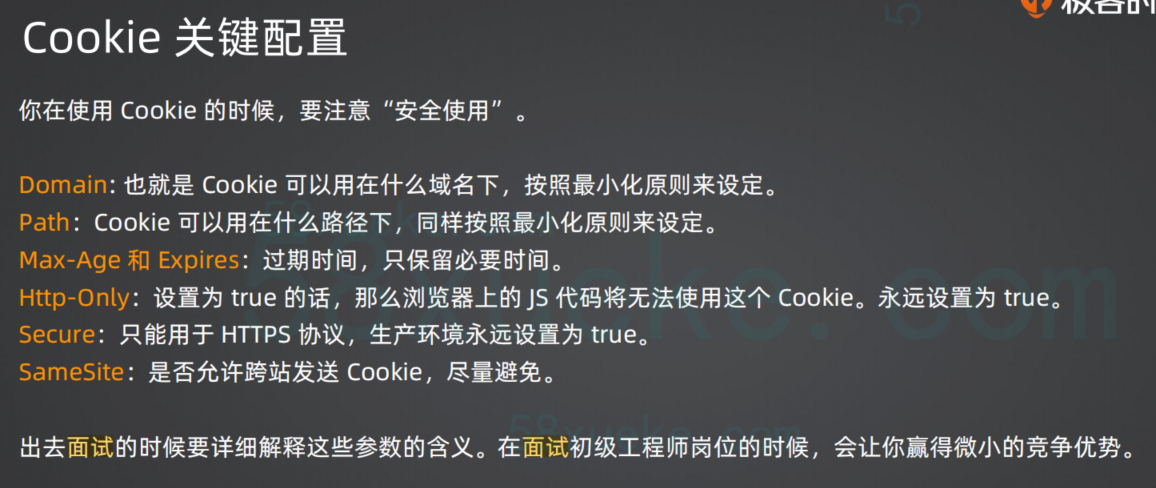 极客时
Cookie 关键配置
你在使用 Cookie 的时候，要注意“安全使用”。
Domain: 也就是 Cookie 可以用在什么域名下，按照最小化原则来设定。
Path：Cookie 可以用在什么路径下，同样按照最小化原则来设定。
Max-Age 和 Expires：过期时间，只保留必要时间。
Http-Only：设置为 true 的话，那么浏览器上的 JS 代码将无法使用这个 Cookie。永远设置为 true。
Secure：只能用于 HTTPS 协议，生产环境永远设置为 true。
SameSite：是否允许跨站发送 Cookie，尽量避免。
出去面试的时候要详细解释这些参数的含义。在面试初级工程师岗位的时候，会让你赢得微小的竞争优势。